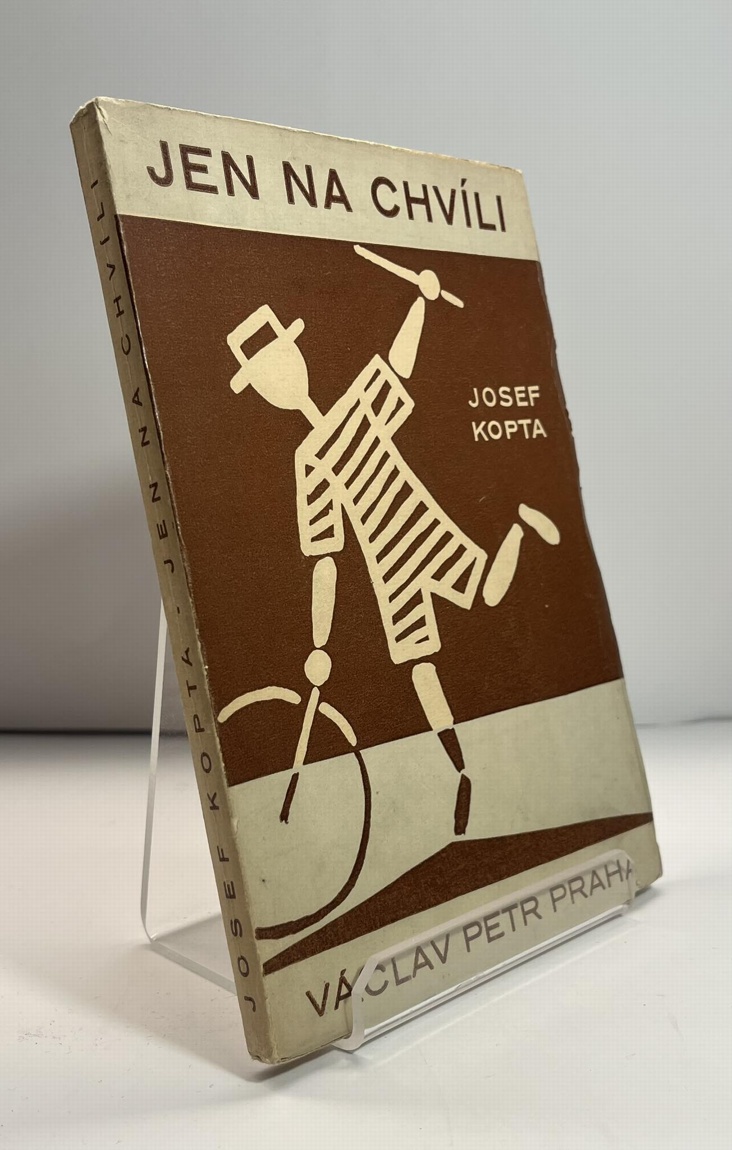 JEN NA CHVÍLI
JOSEF
KOPTA
VÁCLAV PETR PRAHA
JOSEF KOPTA - JEN NA CHVÍLI